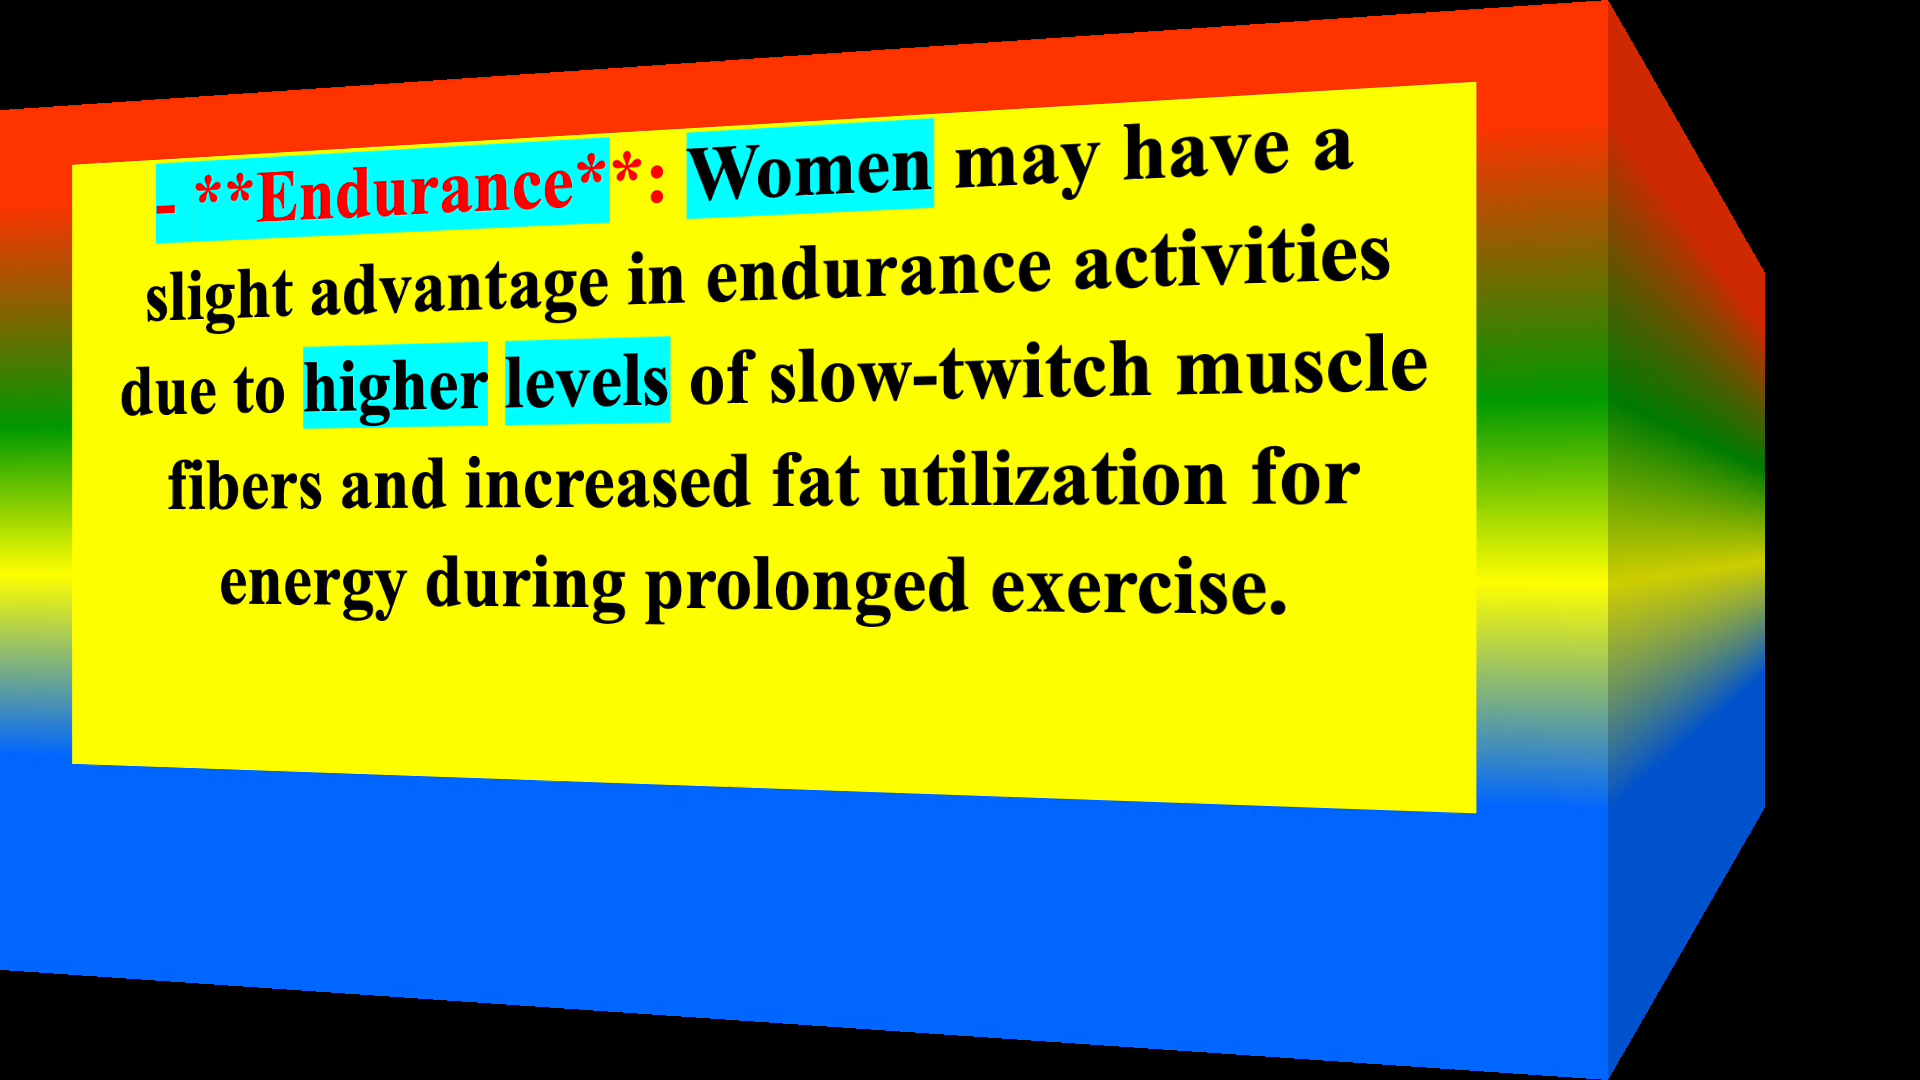 - **Endurance**: Women may have a
slight advantage in endurance activities
due to higher levels of slow-twitch muscle
fibers and increased fat utilization for
energy during prolonged exercise.